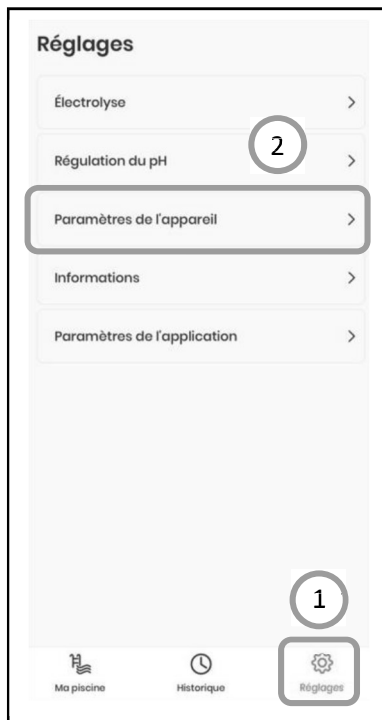 Réglages
Électrolyse
2
Régulation du pH
Paramètres de l'appareil
Informations
Paramètres de l'application
1
Ma piscine
Historique
Réglages